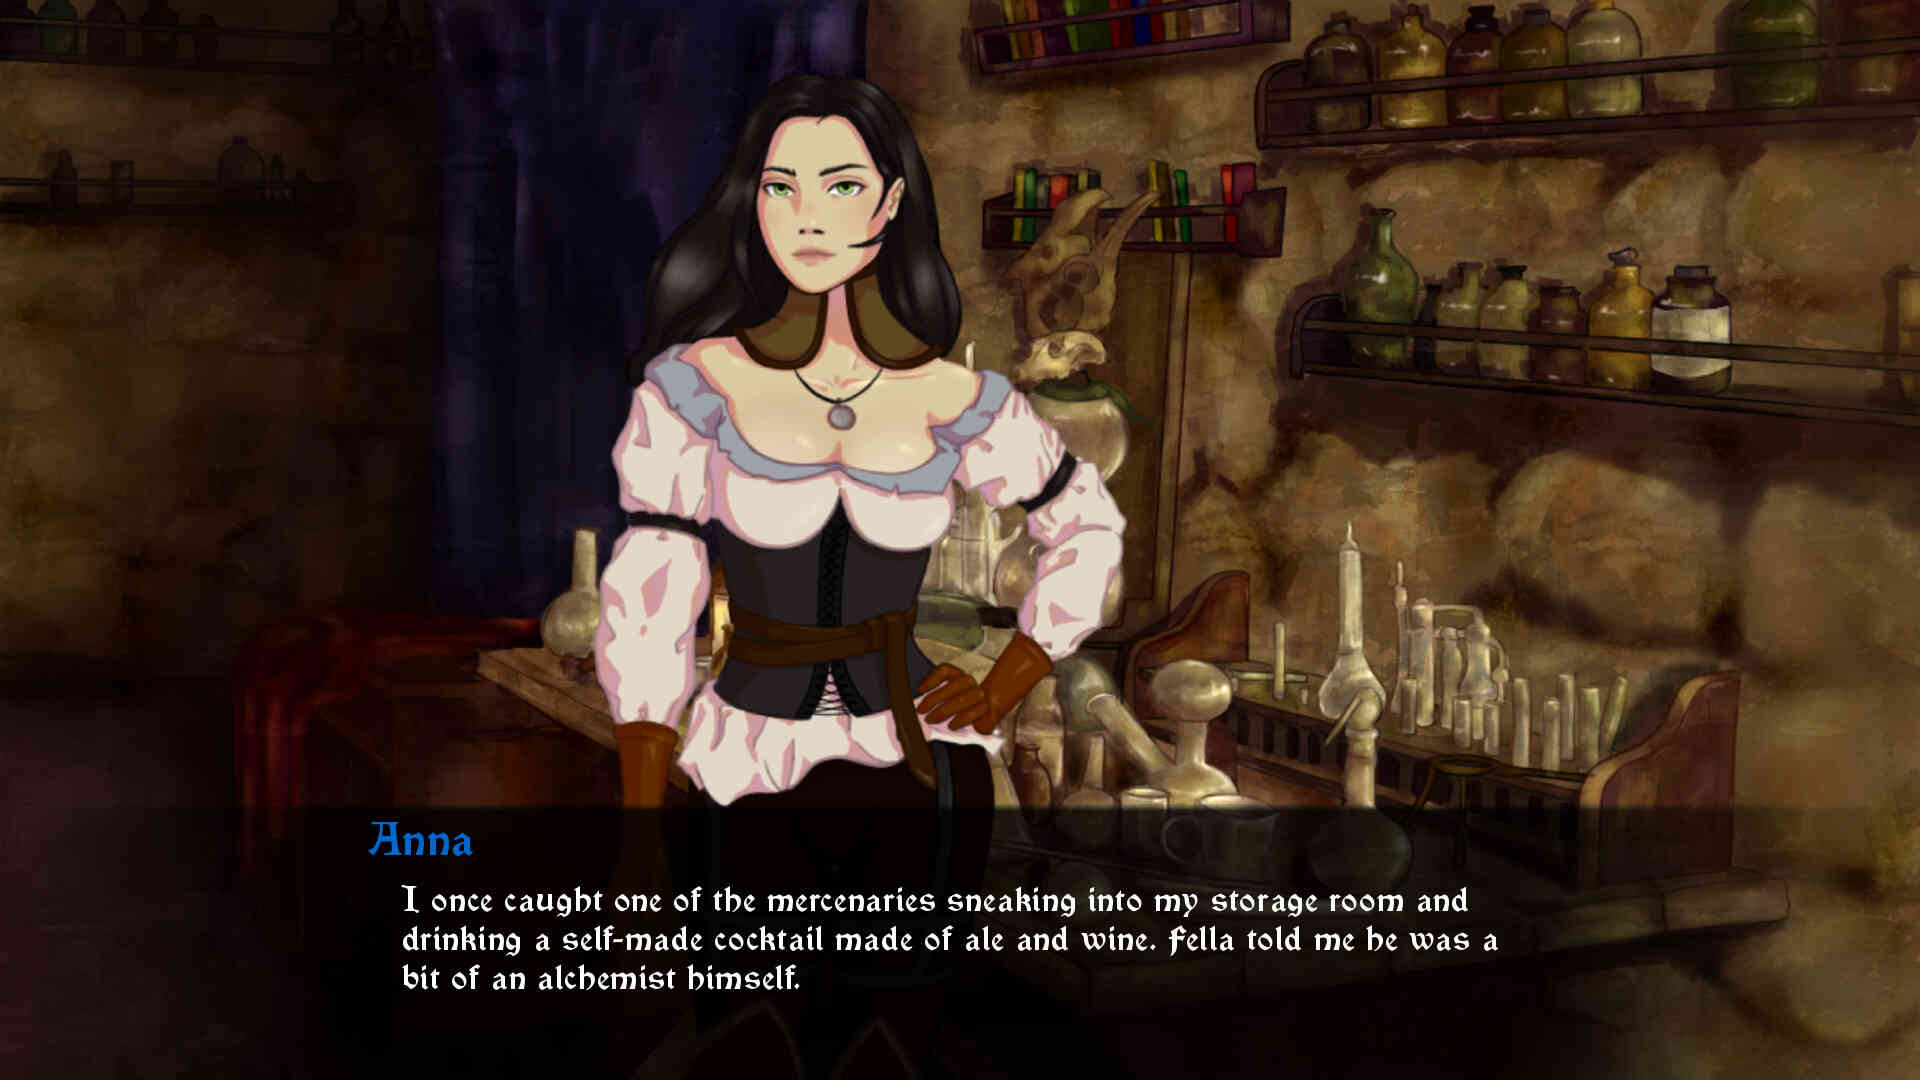 Anna
I once caught one of the mercenaries sneaking into my storage room and
drinking a self-made cocktail made of ale and wine. Fella told me he was a
bit of an alchemist himself.